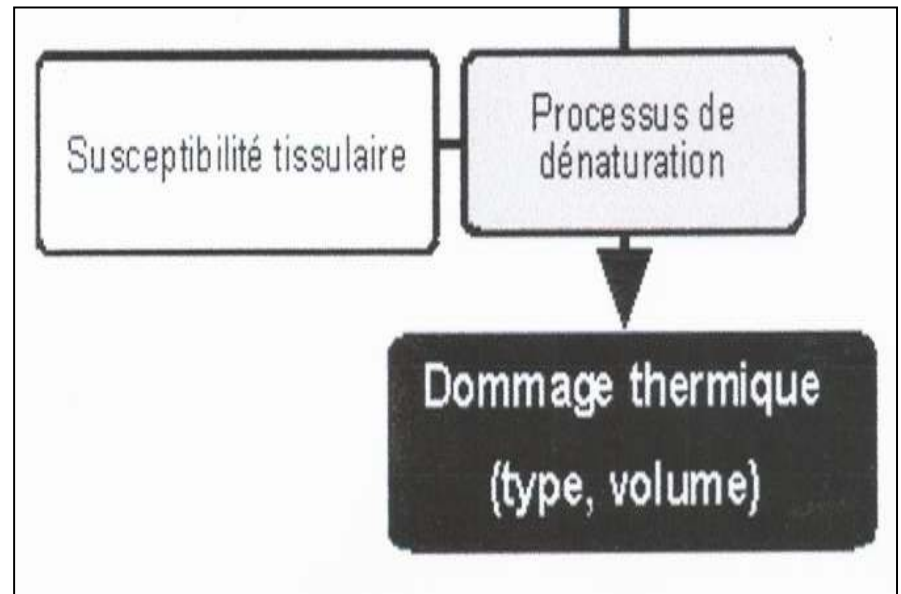 Susceptibilité tissulaire
Processus de
dénaturation
Dommage thermique
(type, volume)